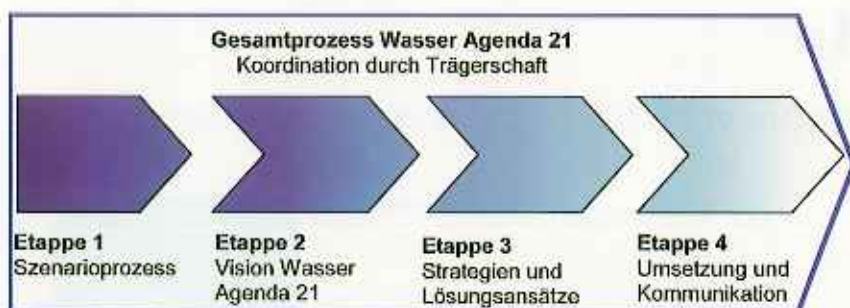 Gesamtprozess Wasser Agenda 21
Koordination durch Trägerschaft
Etappe 1
Szenarioprozess
Etappe 2
Vision Wasser
Agenda 21
Etappe 3
Strategien und
Lösungsansätze
Etappe 4
Umsetzung und
Kommunikation